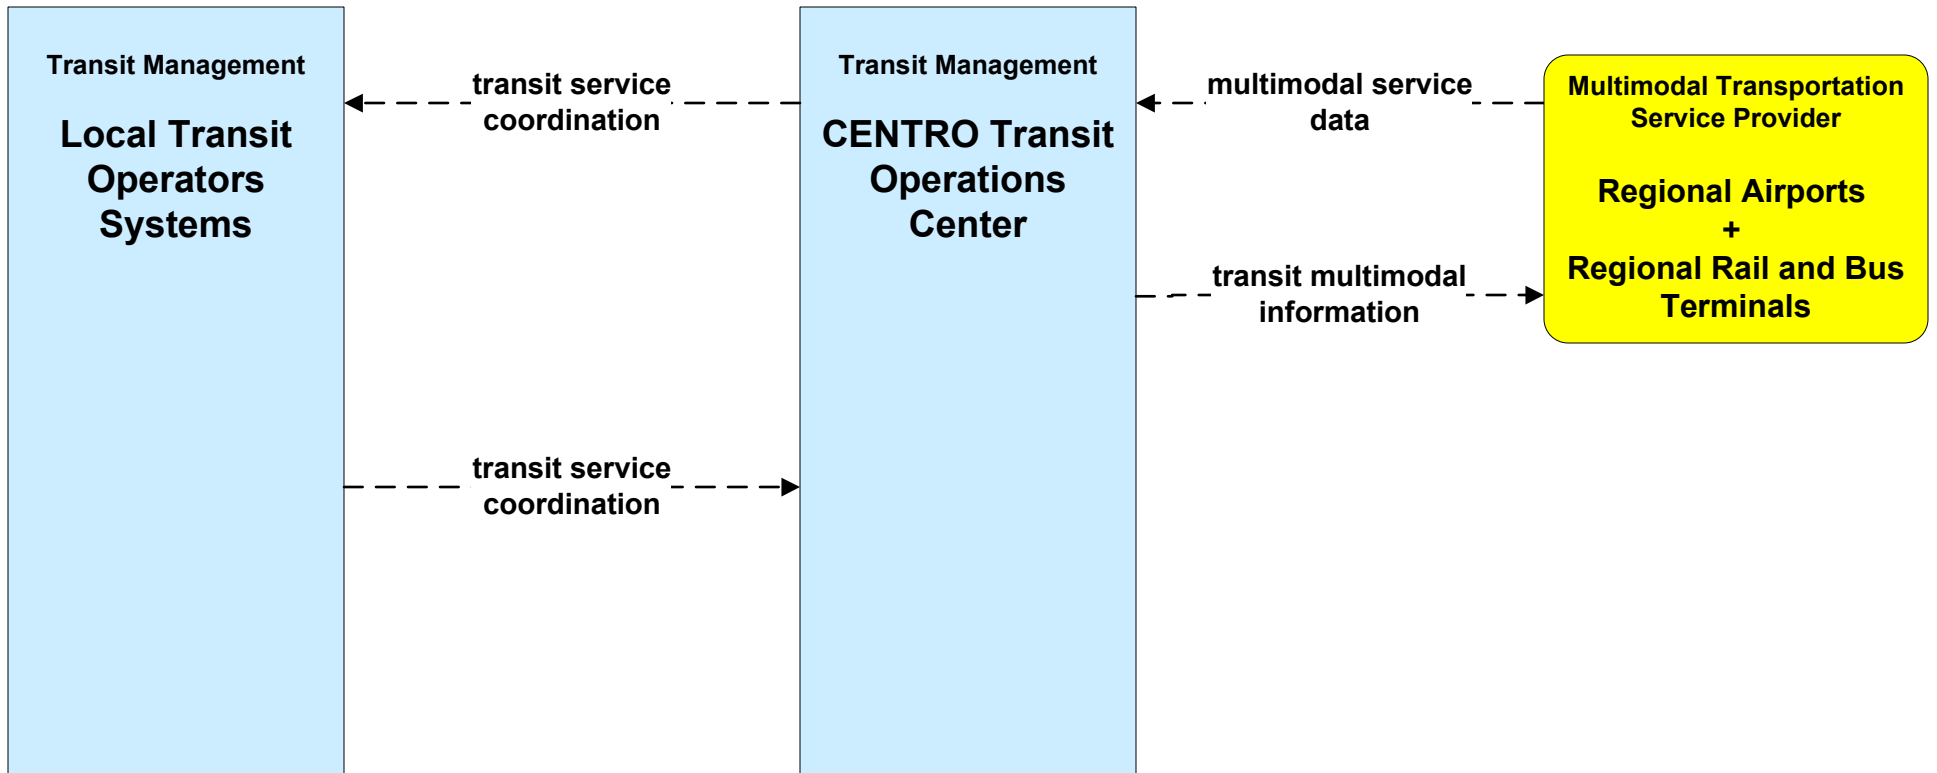 Transit Management
Local Transit
Operators
Systems
transit service
coordination
transit service
coordination
Transit Management
CENTRO Transit
Operations
Center
multimodal service
data
transit multimodal
information
Multimodal Transportation
Service Provider
Regional Airports
+
Regional Rail and Bus
Terminals